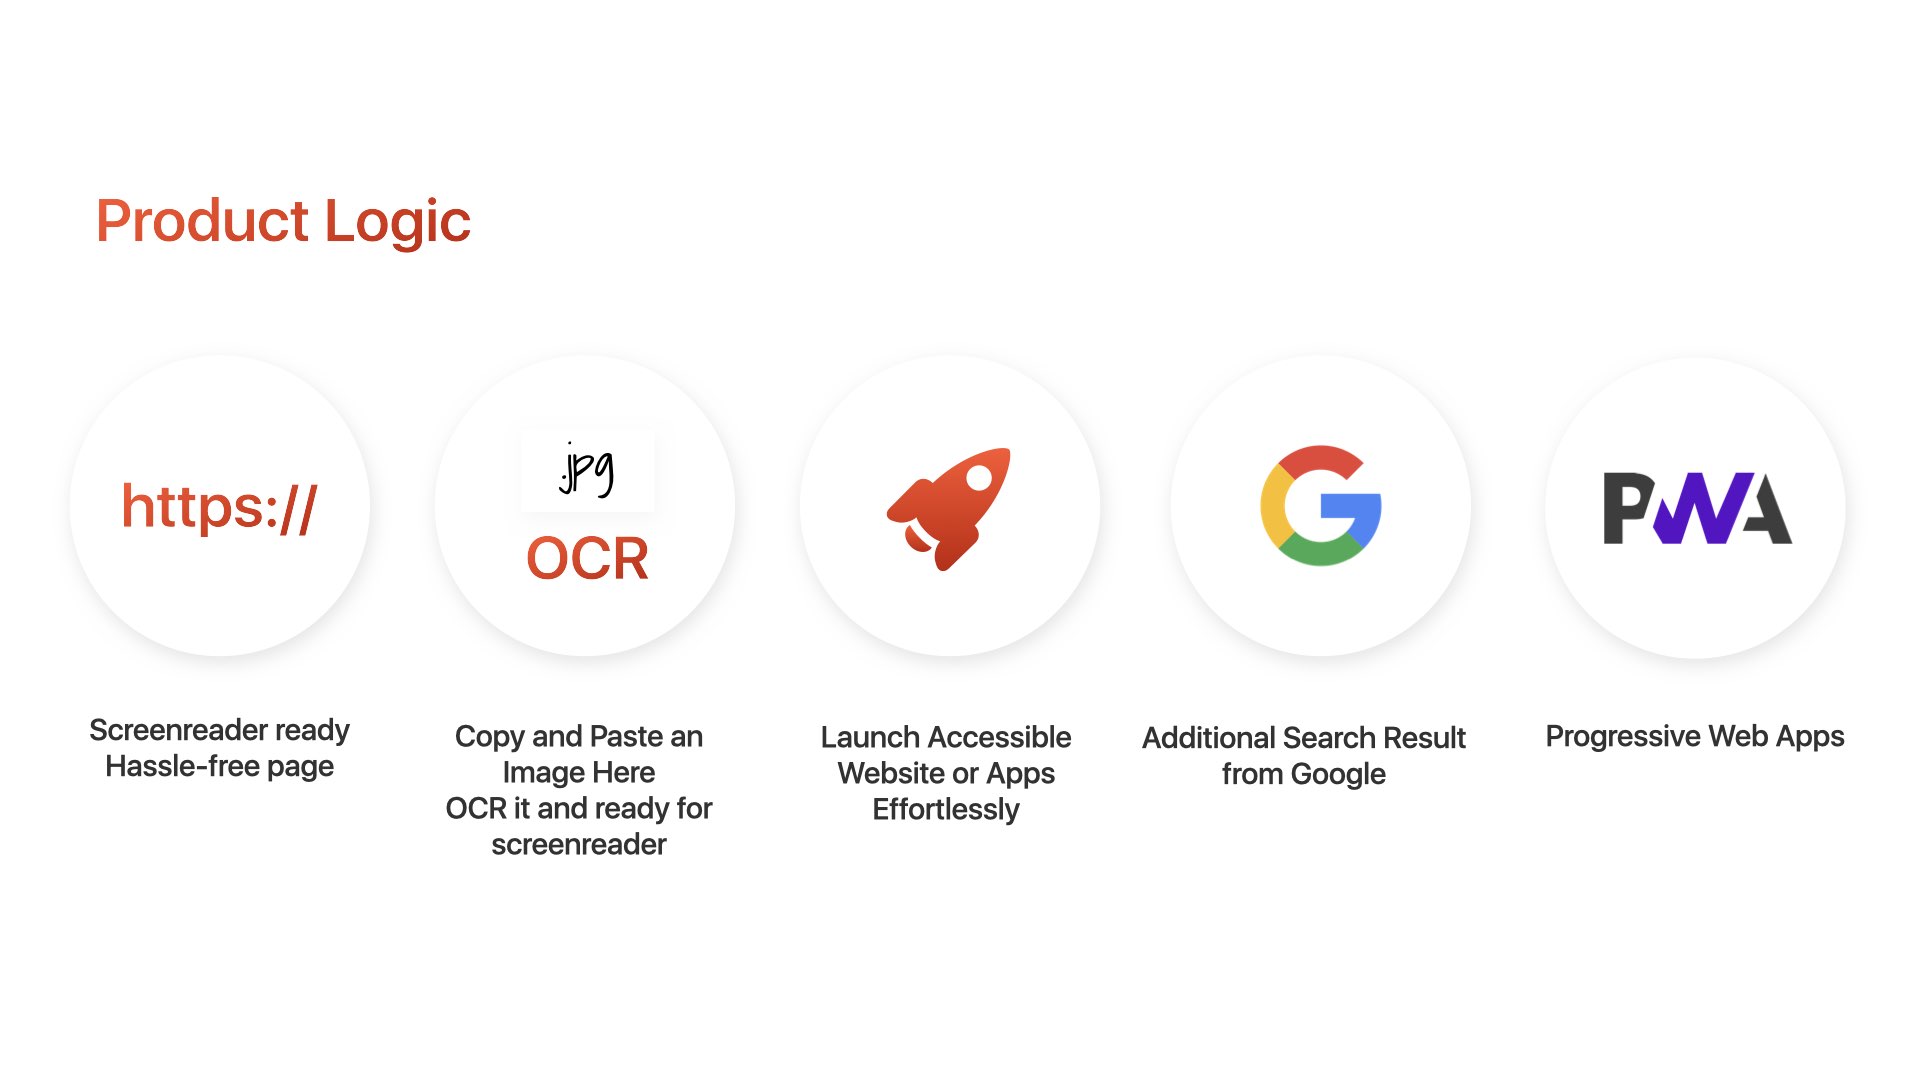 Product Logic
https://
.jpg
OCR
PWA
Screenreader ready
Hassle-free page
Copy and Paste an
Image Here
OCR it and ready for
screenreader
Launch Accessible
Website or Apps
Effortlessly
Additional Search Result
from Google
Progressive Web Apps